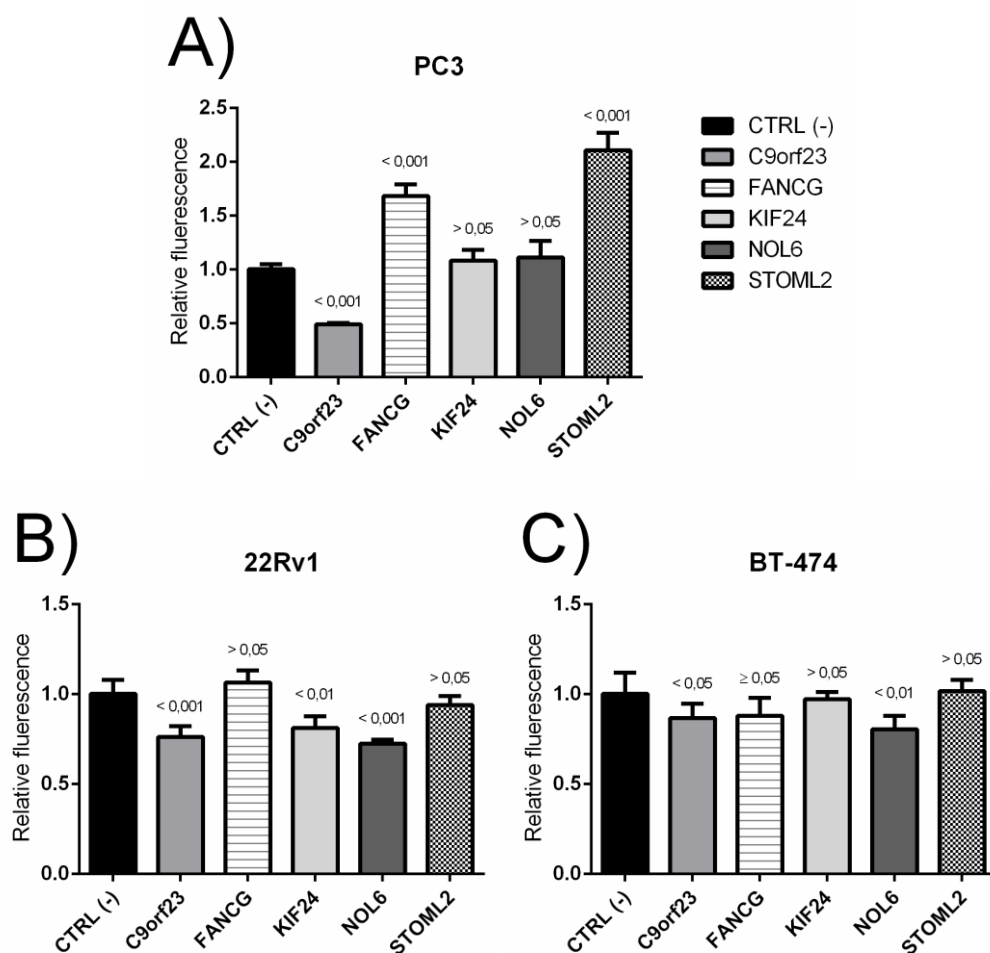 A)
PC3
Relative fluerescence
2.5
2.0
1.5
1.0
0.5
0.0
< 0,001
< 0,001
> 0,05
> 0,05
< 0,001
CTRL (-)
C9orf23
FANCG
KIF24
NOL6
STOML2
CTRL (-)
C9orf23
FANCG
KIF24
NOL6
STOML2
B)
22Rv1
Relative fluerescence
1.5
1.0
0.5
0.0
< 0,001
> 0,05
< 0,01
< 0,001
> 0,05
CTRL (-)
C9orf23
FANCG
KIF24
NOL6
STOML2
C)
BT-474
Relative fluerescence
1.5
1.0
0.5
0.0
< 0,05
≥ 0,05
> 0,05
< 0,01
> 0,05
CTRL (-)
C9orf23
FANCG
KIF24
NOL6
STOML2